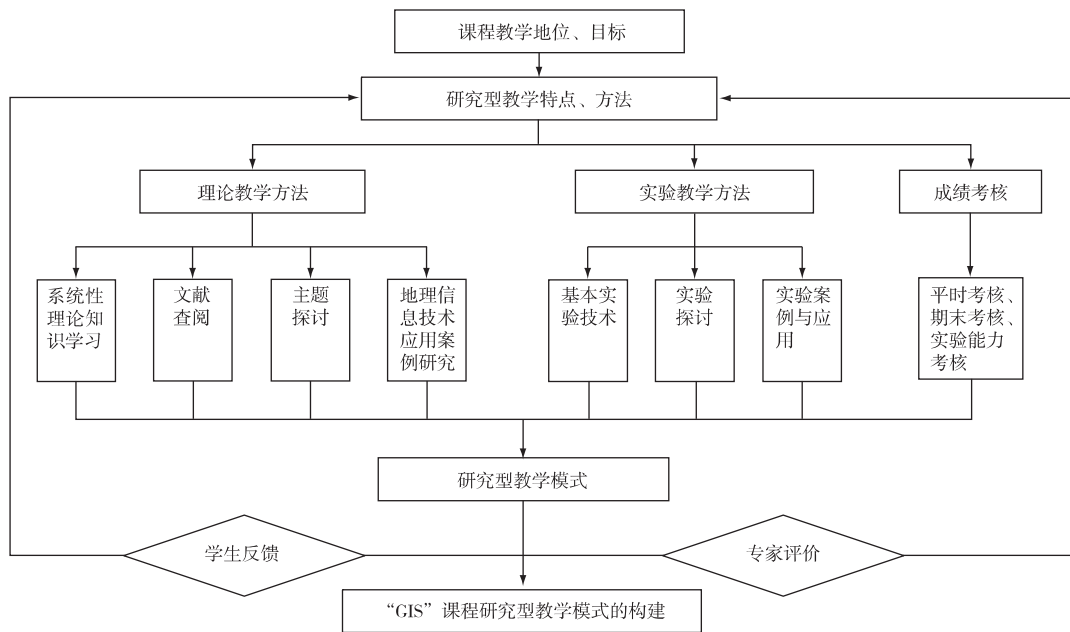 课程教学地位、目标
研究型教学特点、方法
理论教学方法
实验教学方法
成绩考核
系统性
理论知
识学习
文献
查阅
主题
探讨
地理信
息技术
应用案
例研究
基本实
验技术
实验
探讨
实验案
例与应
用
平时考核、
期末考核、
实验能力
考核
研究型教学模式
学生反馈
专家评价
“GIS”课程研究型教学模式的构建